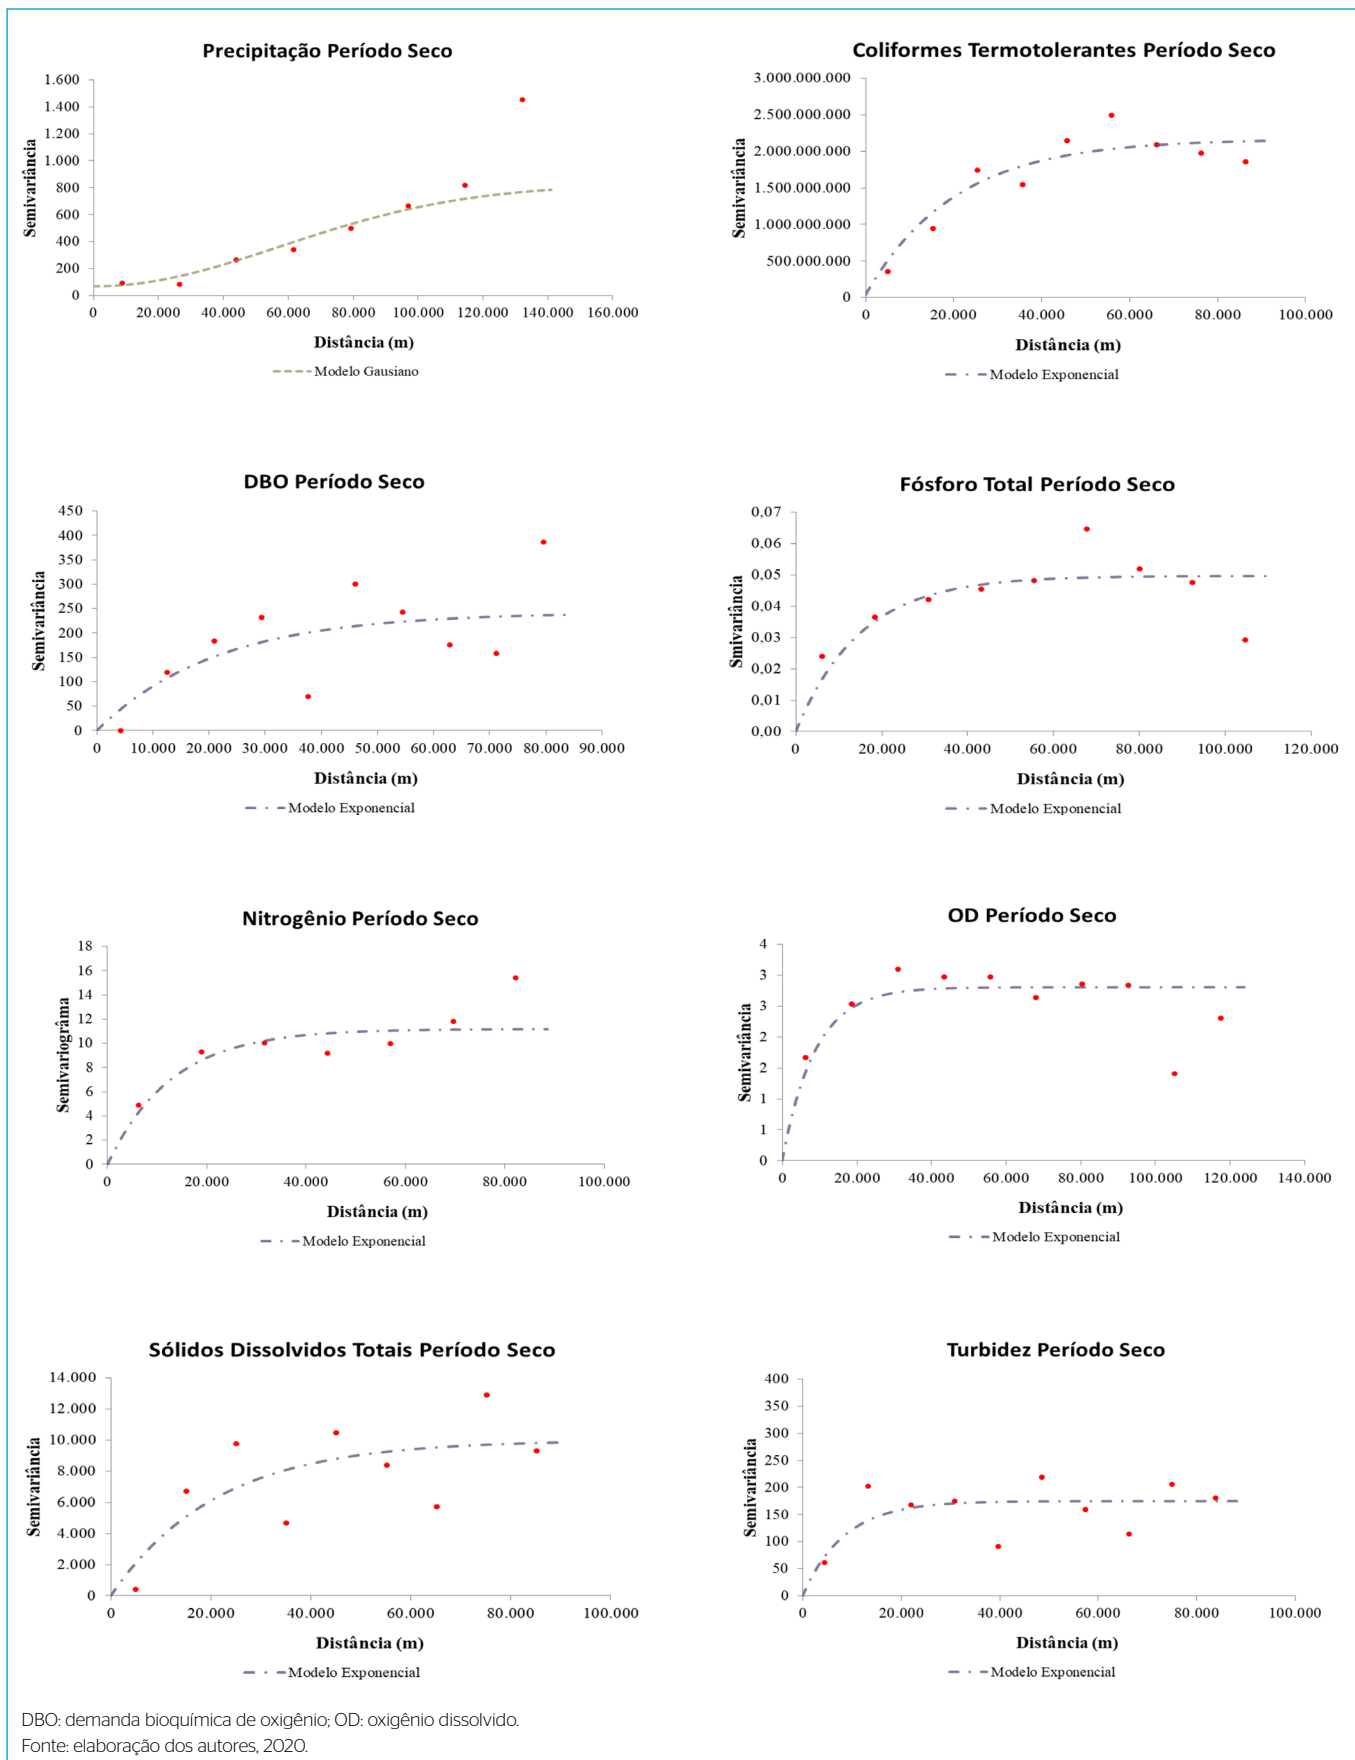 Precipitação Período Seco
1.600
1.400
1.200
1.000
800
600
400
200
0
Semivariância
0 20.000 40.000 60.000 80.000 100.000 120.000 140.000 160.000
Distância (m)
Modelo Gausiano
Coliformes Termotolerantes Período Seco
3.000.000.000
2.500.000.000
2.000.000.000
1.500.000.000
1.000.000.000
500.000.000
0
Semivariância
0 20.000 40.000 60.000 80.000 100.000
Distância (m)
Modelo Exponencial
DBO Período Seco
450
400
350
300
250
200
150
100
50
0
Semivariância
0 10.000 20.000 30.000 40.000 50.000 60.000 70.000 80.000 90.000
Distância (m)
Modelo Exponencial
Fósforo Total Período Seco
0,07
0,06
0,05
0,04
0,03
0,02
0,01
0,00
Smivariância
0 20.000 40.000 60.000 80.000 100.000 120.000
Distância (m)
Modelo Exponencial
Nitrogênio Período Seco
18
16
14
12
10
8
6
4
2
0
Semivariogrâma
0 20.000 40.000 60.000 80.000 100.000
Distância (m)
Modelo Exponencial
OD Período Seco
4
3
3
2
2
1
1
0
Semivariância
0 20.000 40.000 60.000 80.000 100.000 120.000 140.000
Distância (m)
Modelo Exponencial
Sólidos Dissolvidos Totais Período Seco
14.000
12.000
10.000
8.000
6.000
4.000
2.000
0
Semivariância
0 20.000 40.000 60.000 80.000 100.000
Distância (m)
Modelo Exponencial
Turbidez Período Seco
400
350
300
250
200
150
100
50
0
Semivariância
0 20.000 40.000 60.000 80.000 100.000
Distância (m)
Modelo Exponencial
DBO: demanda bioquímica de oxigênio; OD: oxigênio dissolvido.
Fonte: elaboração dos autores, 2020.